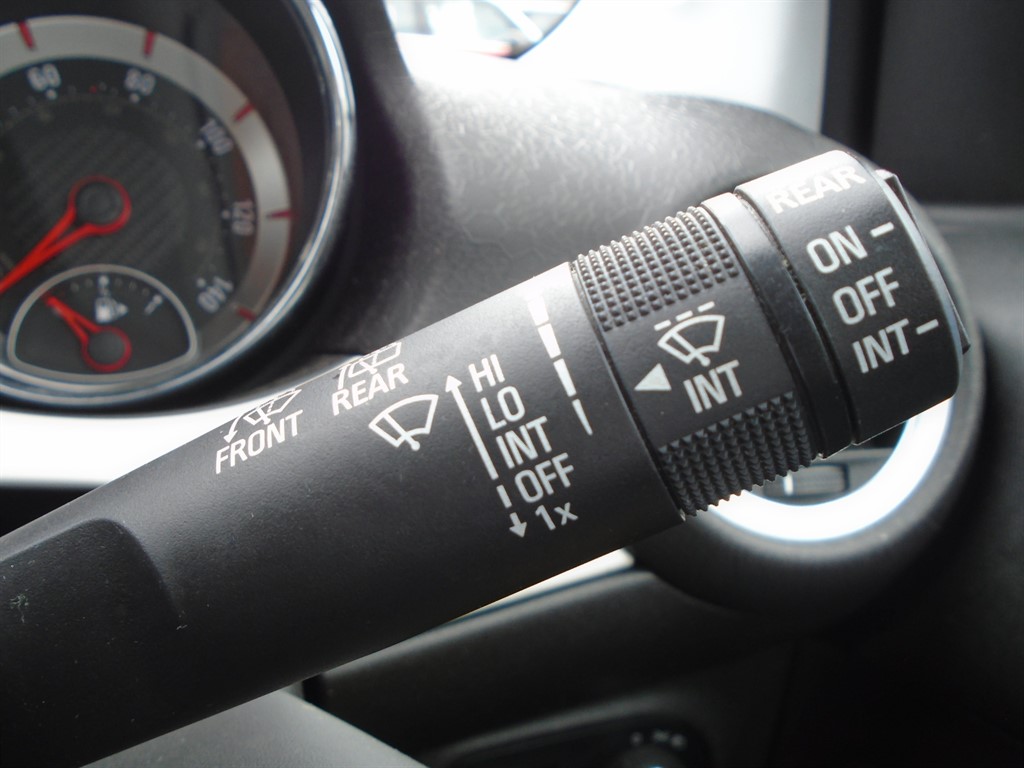 60
80
100
120
140
REAR
ON
OFF
INT
INT
FRONT
REAR
HI
LO
INT
OFF
1x